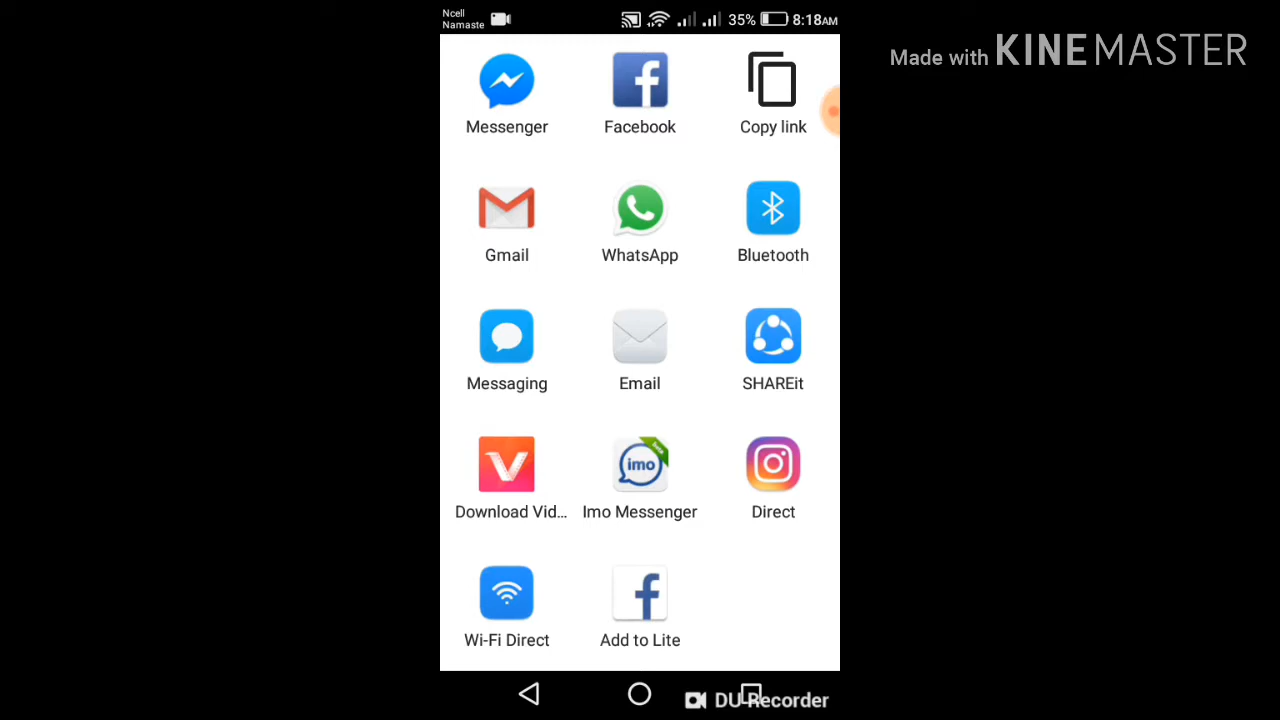 Ncell
Namaste
35% 8:18AM
Made with KINEMASTER
Messenger Facebook Copy link
Gmail WhatsApp Bluetooth
Messaging Email SHAREit
imo
Download Vid... Imo Messenger Direct
Wi-Fi Direct Add to Lite
DU Recorder